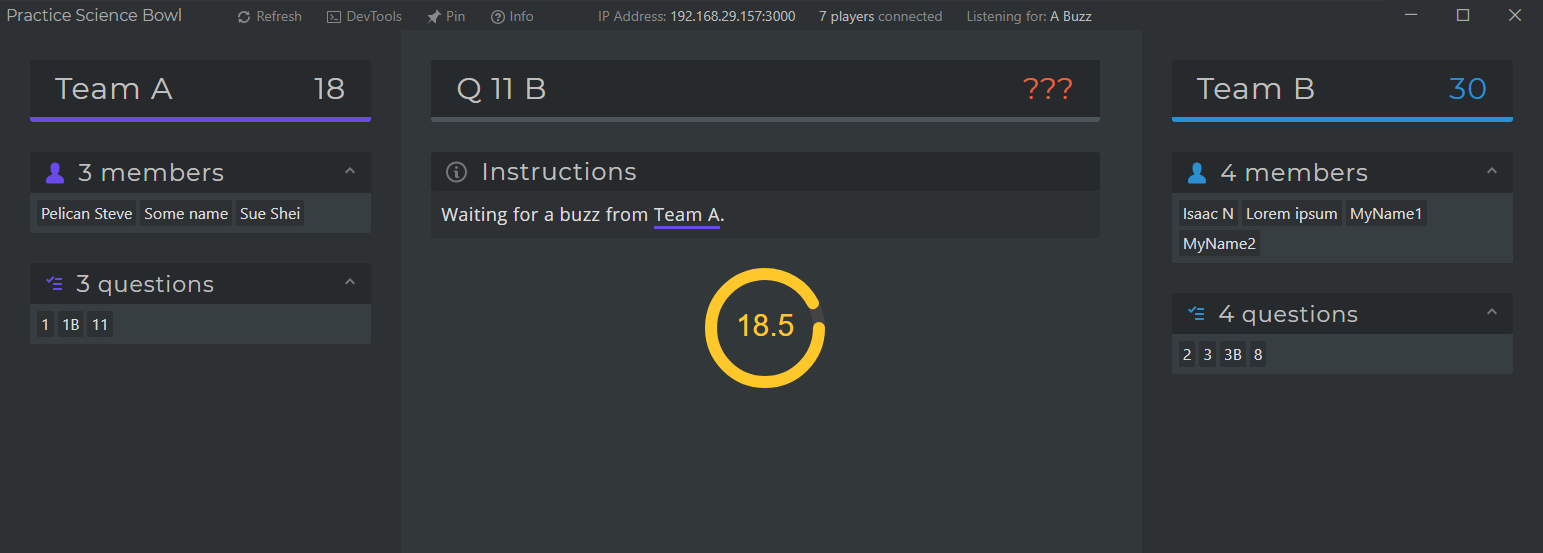 Practice Science Bowl Refresh DevTools Pin Info IP Address: 192.168.29.157:3000 7 players connected Listening for: A Buzz
Team A 18
3 members
Pelican Steve Some name Sue Shei
3 questions
1 1B 11
Q 11 B ???
Instructions
Waiting for a buzz from Team A.
18.5
Team B 30
4 members
Isaac N Lorem ipsum MyName1
MyName2
4 questions
2 3 3B 8